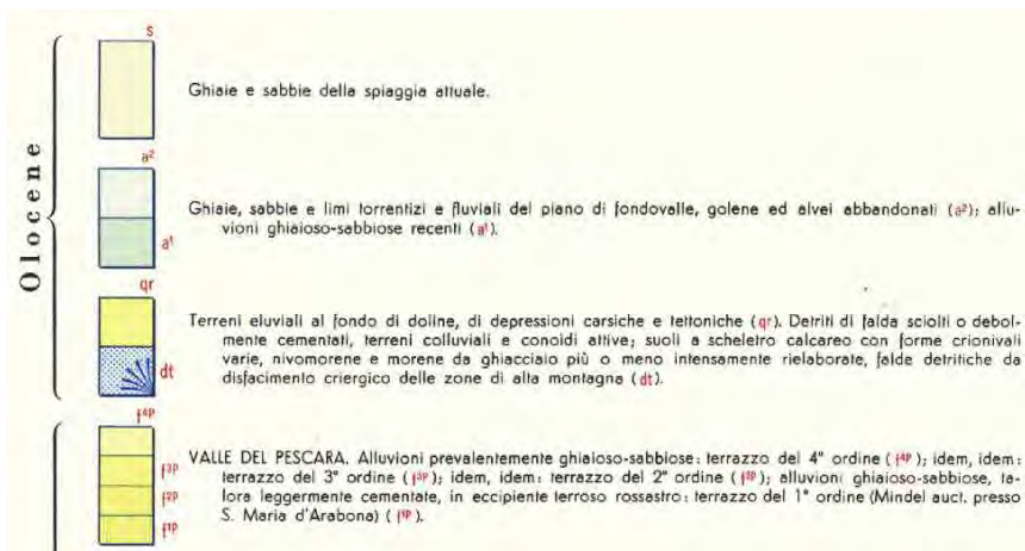 Olocene
s
Ghiaie e sabbie della spiaggia attuale.
a²
a¹
Ghiaie, sabbie e limi torrentizi e fluviali del piano di fondovalle, golene ed alvei abbandonati (a²); allu-
vioni ghiaioso-sabbiose recenti (a¹).
qr
dt
Terreni eluviali al fondo di doline, di depressioni carsiche e tettoniche (qr). Detriti di falda sciolti o debol-
mente cementati, terreni colluviali e conoidi attive; suoli a scheletro calcareo con forme crionivali
varie, nivomorene e morene da ghiacciaio più o meno intensamente rielaborate, falde detritiche da
disfacimento criergico delle zone di alta montagna (dt).
f⁴ᵖ
f³ᵖ
f²ᵖ
f¹ᵖ
VALLE DEL PESCARA. Alluvioni prevalentemente ghiaioso-sabbiose: terrazzo del 4° ordine (f⁴ᵖ); idem, idem:
terrazzo del 3° ordine (f³ᵖ); idem, idem: terrazzo del 2° ordine (f²ᵖ); alluvioni ghiaioso-sabbiose, ta-
lora leggermente cementate, in eccipiente terroso rossastro: terrazzo del 1° ordine (Mindel auct. presso
S. Maria d'Arabona) (f¹ᵖ).